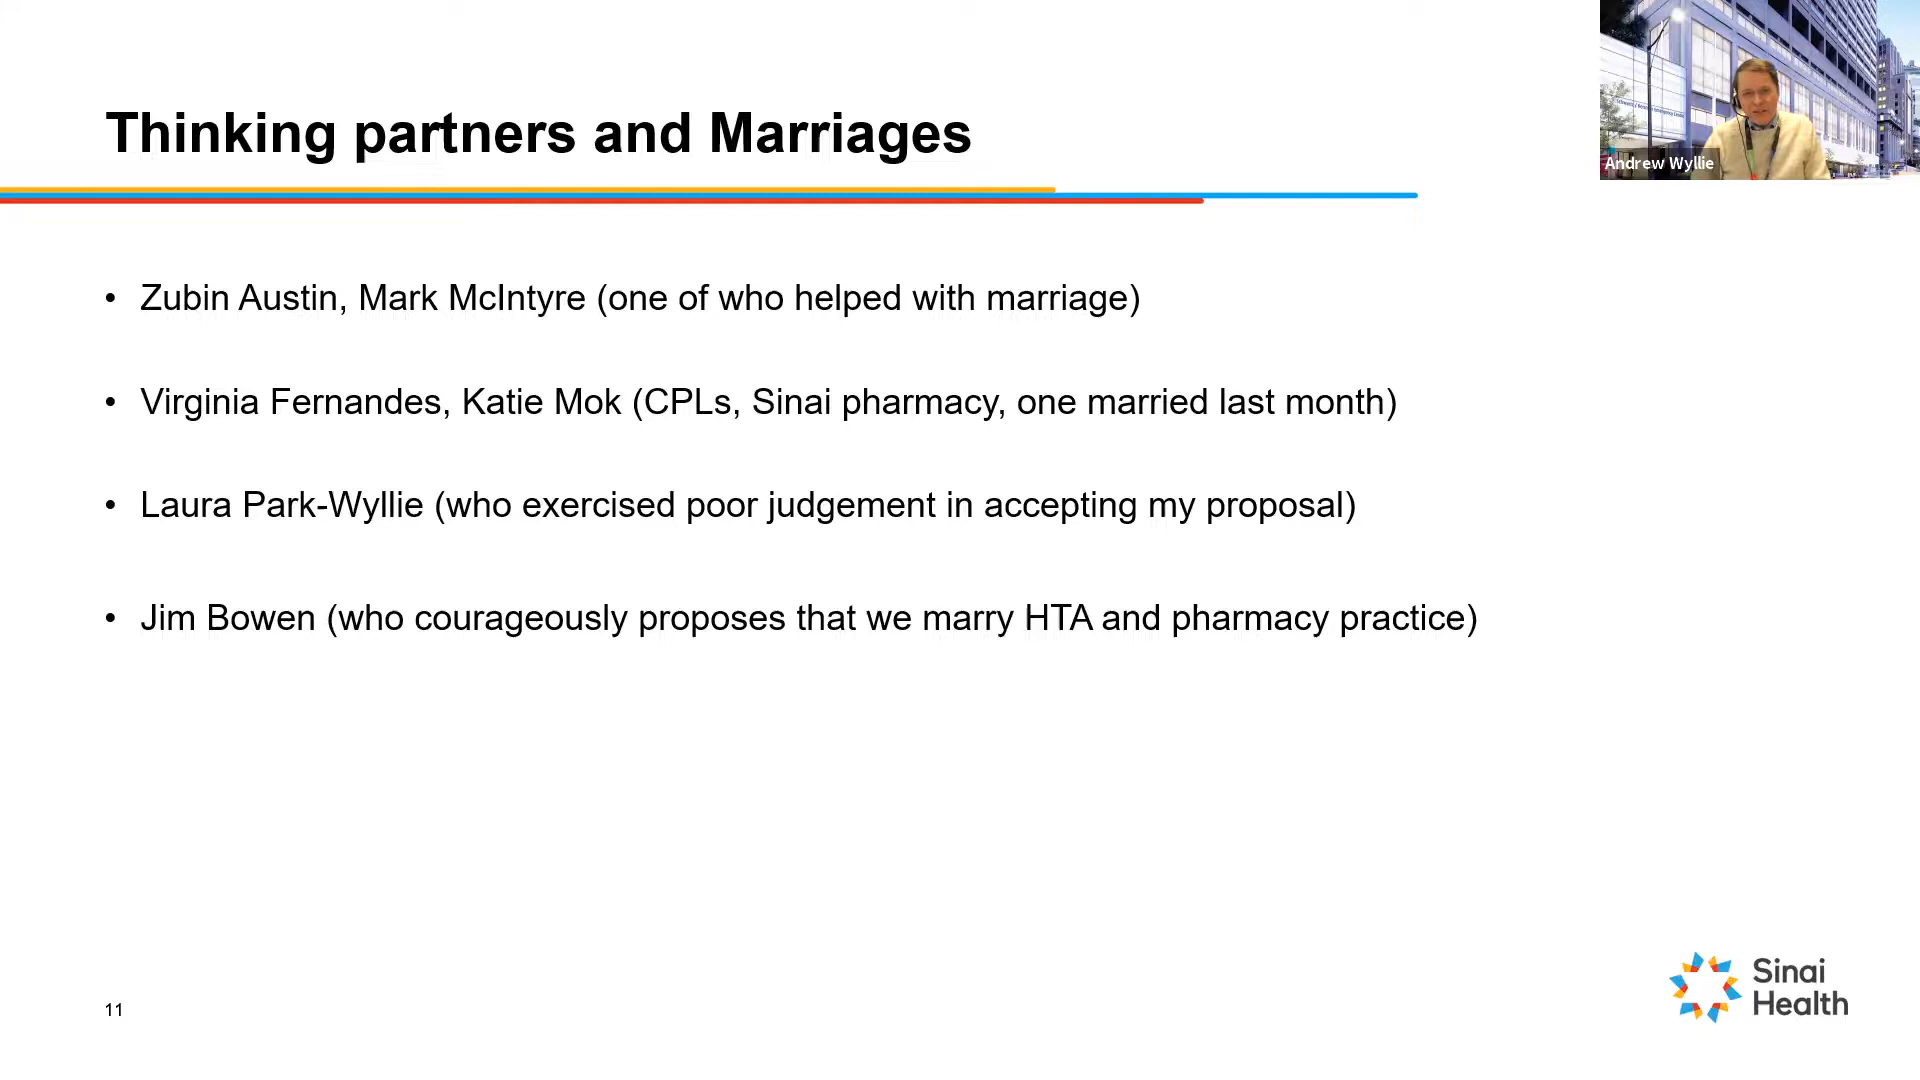 Thinking partners and Marriages
Andrew Wyllie
• Zubin Austin, Mark McIntyre (one of who helped with marriage)
• Virginia Fernandes, Katie Mok (CPLs, Sinai pharmacy, one married last month)
• Laura Park-Wyllie (who exercised poor judgement in accepting my proposal)
• Jim Bowen (who courageously proposes that we marry HTA and pharmacy practice)
Sinai
Health
11